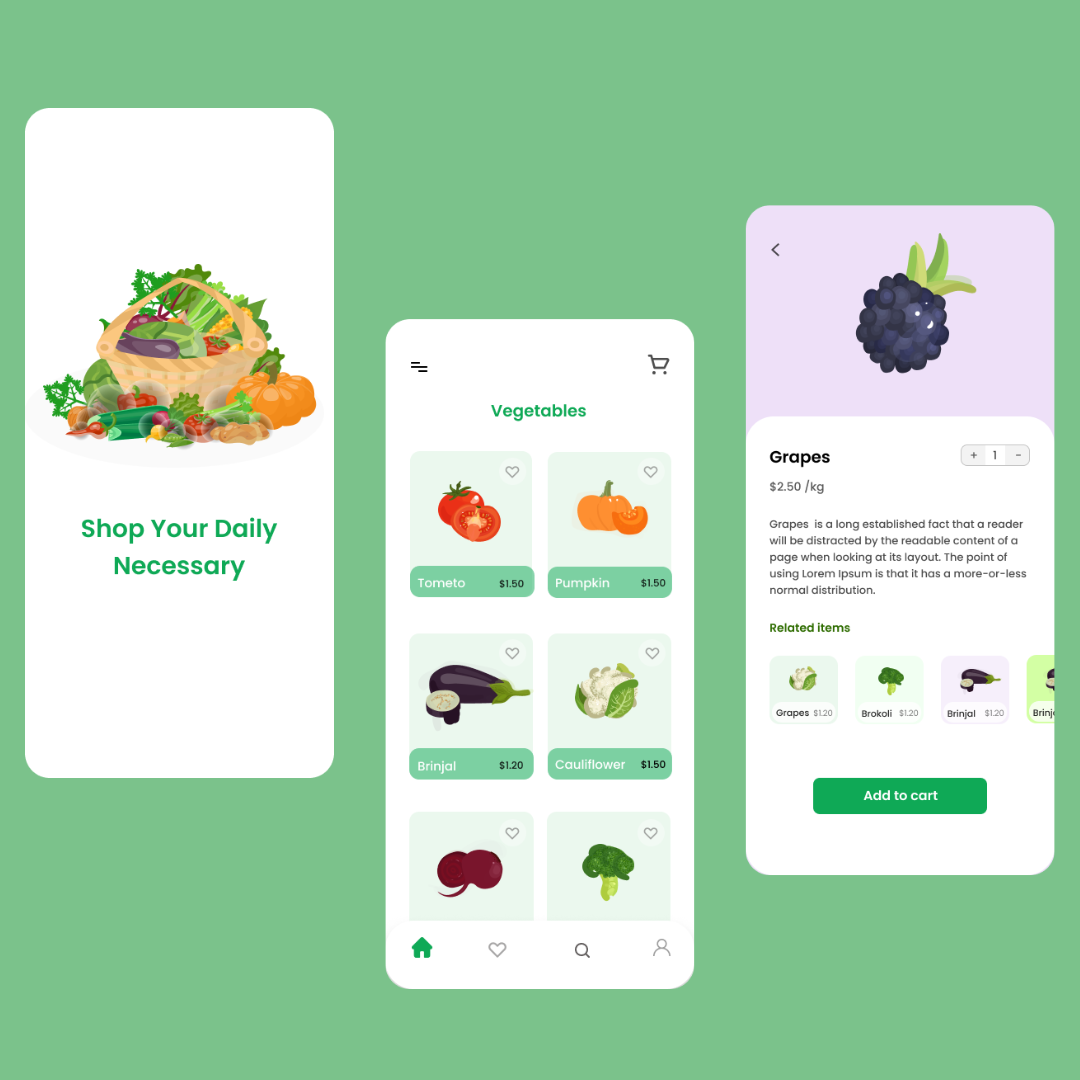 Shop Your Daily
Necessary
Vegetables
Tometo $1.50
Pumpkin $1.50
Brinjal $1.20
Cauliflower $1.50
Grapes
+ 1 -
$2.50 /kg
Grapes is a long established fact that a reader
will be distracted by the readable content of a
page when looking at its layout. The point of
using Lorem Ipsum is that it has a more-or-less
normal distribution.
Related items
Grapes $1.20
Brokoli $1.20
Brinjal $1.20
Add to cart